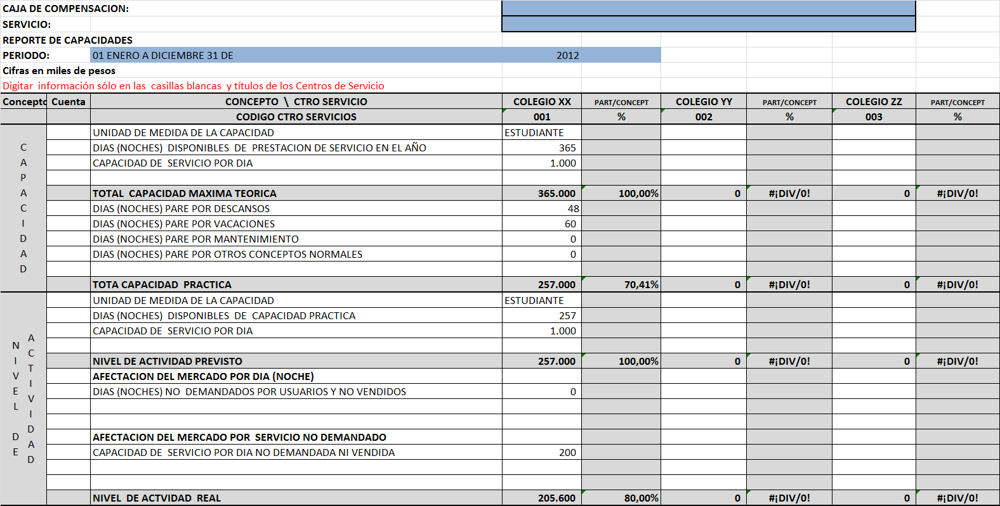 CAJA DE COMPENSACION:
SERVICIO:
REPORTE DE CAPACIDADES
PERIODO: 01 ENERO A DICIEMBRE 31 DE 2012
Cifras en miles de pesos
Digitar información sólo en las casillas blancas y títulos de los Centros de Servicio
Concepto Cuenta CONCEPTO \ CTRO SERVICIO COLEGIO XX PART/CONCEPT COLEGIO YY PART/CONCEPT COLEGIO ZZ PART/CONCEPT
CODIGO CTRO SERVICIOS 001 % 002 % 003 %
CAPACIDAD
UNIDAD DE MEDIDA DE LA CAPACIDAD ESTUDIANTE
DIAS (NOCHES) DISPONIBLES DE PRESTACION DE SERVICIO EN EL AÑO 365
CAPACIDAD DE SERVICIO POR DIA 1.000
TOTAL CAPACIDAD MAXIMA TEORICA 365.000 100,00% 0 #¡DIV/0! 0 #¡DIV/0!
DIAS (NOCHES) PARE POR DESCANSOS 48
DIAS (NOCHES) PARE POR VACACIONES 60
DIAS (NOCHES) PARE POR MANTENIMIENTO 0
DIAS (NOCHES) PARE POR OTROS CONCEPTOS NORMALES 0
TOTA CAPACIDAD PRACTICA 257.000 70,41% 0 #¡DIV/0! 0 #¡DIV/0!
NIVEL DE ACTIVIDAD
UNIDAD DE MEDIDA DE LA CAPACIDAD ESTUDIANTE
DIAS (NOCHES) DISPONIBLES DE CAPACIDAD PRACTICA 257
CAPACIDAD DE SERVICIO POR DIA 1.000
NIVEL DE ACTIVIDAD PREVISTO 257.000 100,00% 0 #¡DIV/0! 0 #¡DIV/0!
AFECTACION DEL MERCADO POR DIA (NOCHE)
DIAS (NOCHES) NO DEMANDADOS POR USUARIOS Y NO VENDIDOS 0
AFECTACION DEL MERCADO POR SERVICIO NO DEMANDADO
CAPACIDAD DE SERVICIO POR DIA NO DEMANDADA NI VENDIDA 200
NIVEL DE ACTVIDAD REAL 205.600 80,00% 0 #¡DIV/0! 0 #¡DIV/0!